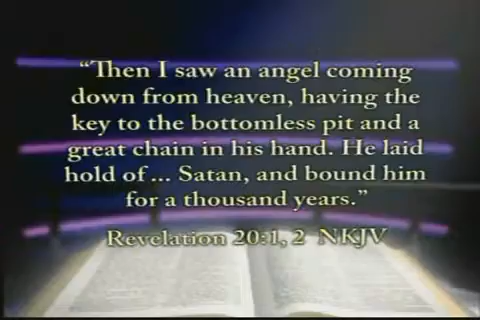 “Then I saw an angel coming
down from heaven, having the
key to the bottomless pit and a
great chain in his hand. He laid
hold of... Satan, and bound him
for a thousand years.”
Revelation 20:1, 2 NKJV